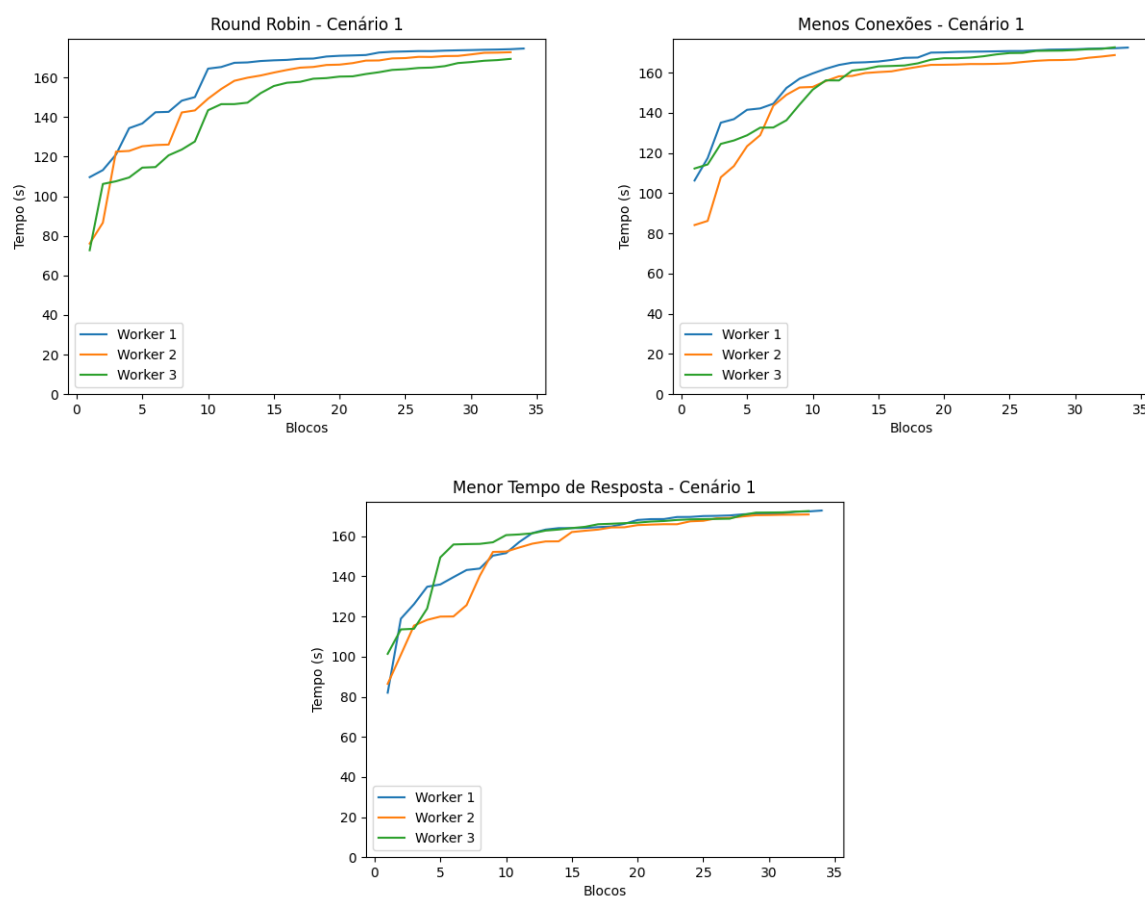 Round Robin - Cenário 1
Tempo (s)
160
140
120
100
80
60
40
20
0
Worker 1
Worker 2
Worker 3
0 5 10 15 20 25 30 35
Blocos
Menos Conexões - Cenário 1
Tempo (s)
160
140
120
100
80
60
40
20
0
Worker 1
Worker 2
Worker 3
0 5 10 15 20 25 30 35
Blocos
Menor Tempo de Resposta - Cenário 1
Tempo (s)
160
140
120
100
80
60
40
20
0
Worker 1
Worker 2
Worker 3
0 5 10 15 20 25 30 35
Blocos